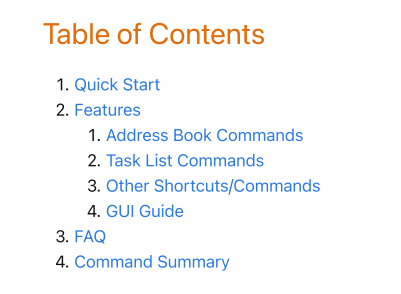 Table of Contents
1. Quick Start
2. Features
1. Address Book Commands
2. Task List Commands
3. Other Shortcuts/Commands
4. GUI Guide
3. FAQ
4. Command Summary